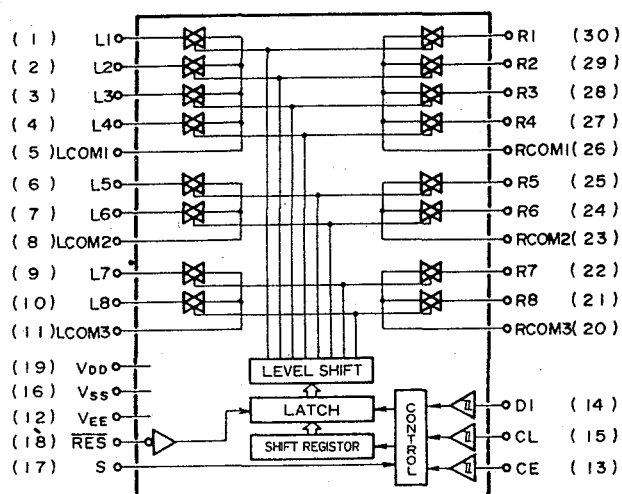 ( 1 ) L1 R1 (30)
( 2 ) L2 R2 (29)
( 3 ) L3 R3 (28)
( 4 ) L4 R4 (27)
( 5 ) LCOM1 RCOM1 (26)
( 6 ) L5 R5 (25)
( 7 ) L6 R6 (24)
( 8 ) LCOM2 RCOM2 (23)
( 9 ) L7 R7 (22)
(10) L8 R8 (21)
(11) LCOM3 RCOM3 (20)
(19) VDD LEVEL SHIFT
(16) VSS
(12) VEE LATCH DI (14)
(18) RES SHIFT REGISTOR CONTROL CL (15)
(17) S CE (13)